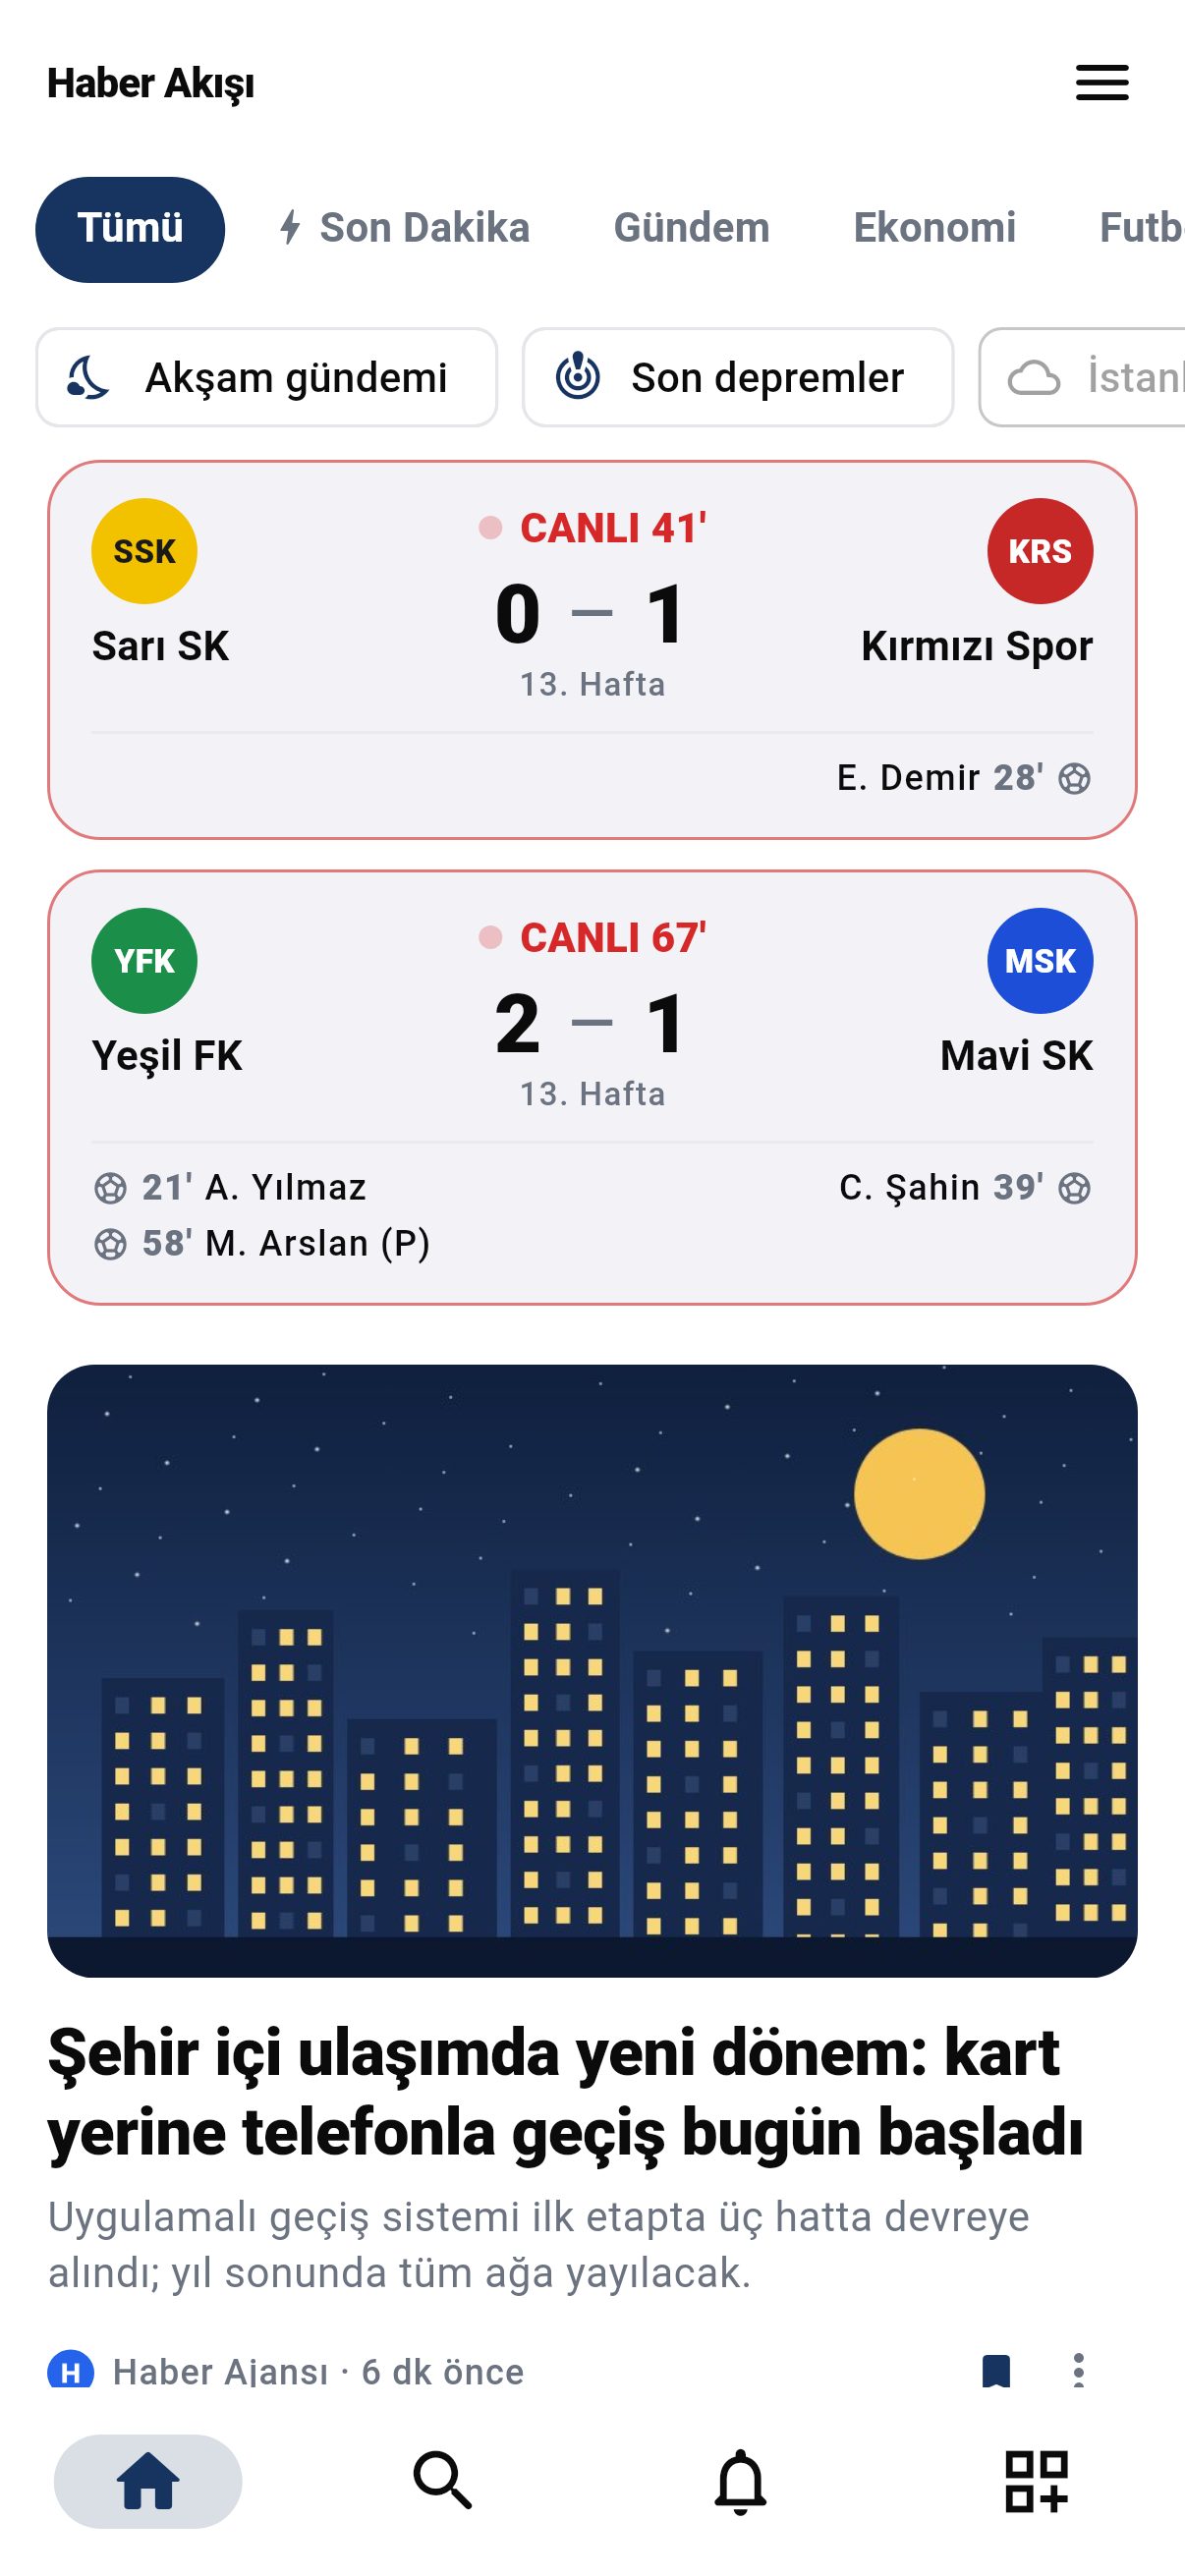 Haber Akışı
Tümü Son Dakika Gündem Ekonomi Futb
Akşam gündemi Son depremler İstanl
SSK CANLI 41' KRS
0 – 1
Sarı SK Kırmızı Spor
13. Hafta
E. Demir 28'
YFK CANLI 67' MSK
2 – 1
Yeşil FK Mavi SK
13. Hafta
21' A. Yılmaz C. Şahin 39'
58' M. Arslan (P)
Şehir içi ulaşımda yeni dönem: kart
yerine telefonla geçiş bugün başladı
Uygulamalı geçiş sistemi ilk etapta üç hatta devreye
alındı; yıl sonunda tüm ağa yayılacak.
H Haber Ajansı · 6 dk önce